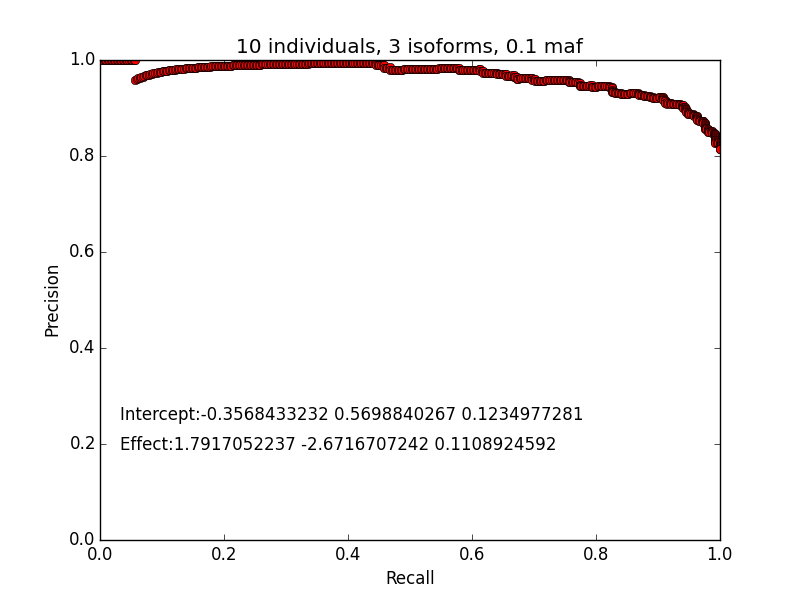 10 individuals, 3 isoforms, 0.1 maf
1.0
0.8
0.6
0.4
0.2
0.0
Precision
Intercept:-0.3568433232 0.5698840267 0.1234977281
Effect:1.7917052237 -2.6716707242 0.1108924592
0.0 0.2 0.4 0.6 0.8 1.0
Recall